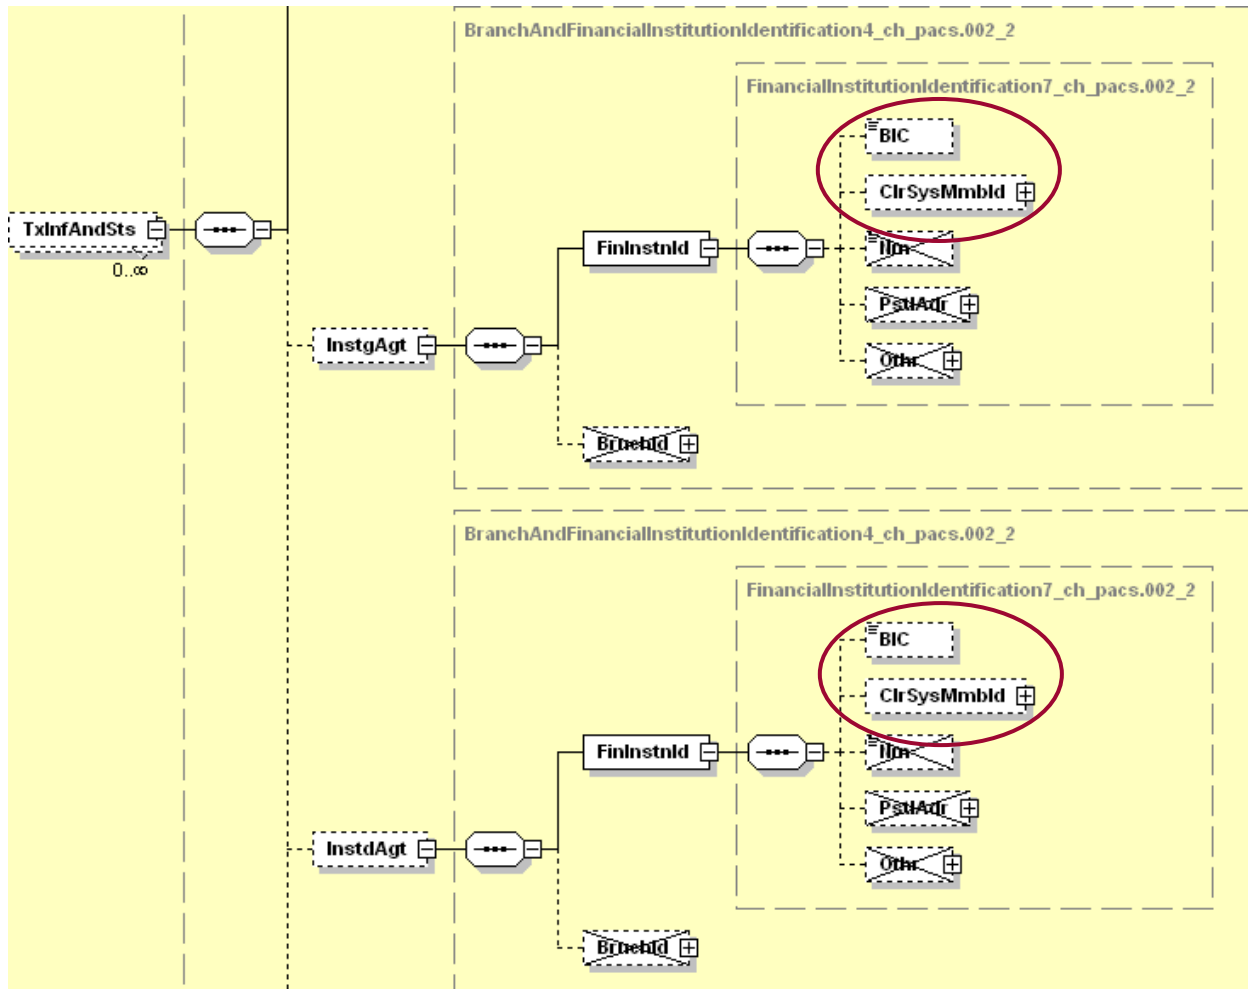 BranchAndFinancialInstitutionIdentification4_ch_pacs.002_2
FinancialInstitutionIdentification7_ch_pacs.002_2
BIC
ClrSysMmbId
TxInfAndSts
0..∞
FinInstnId
Nm
PstlAdr
InstgAgt
Othr
BrnchId
BranchAndFinancialInstitutionIdentification4_ch_pacs.002_2
FinancialInstitutionIdentification7_ch_pacs.002_2
BIC
ClrSysMmbId
FinInstnId
Nm
PstlAdr
InstdAgt
Othr
BrnchId